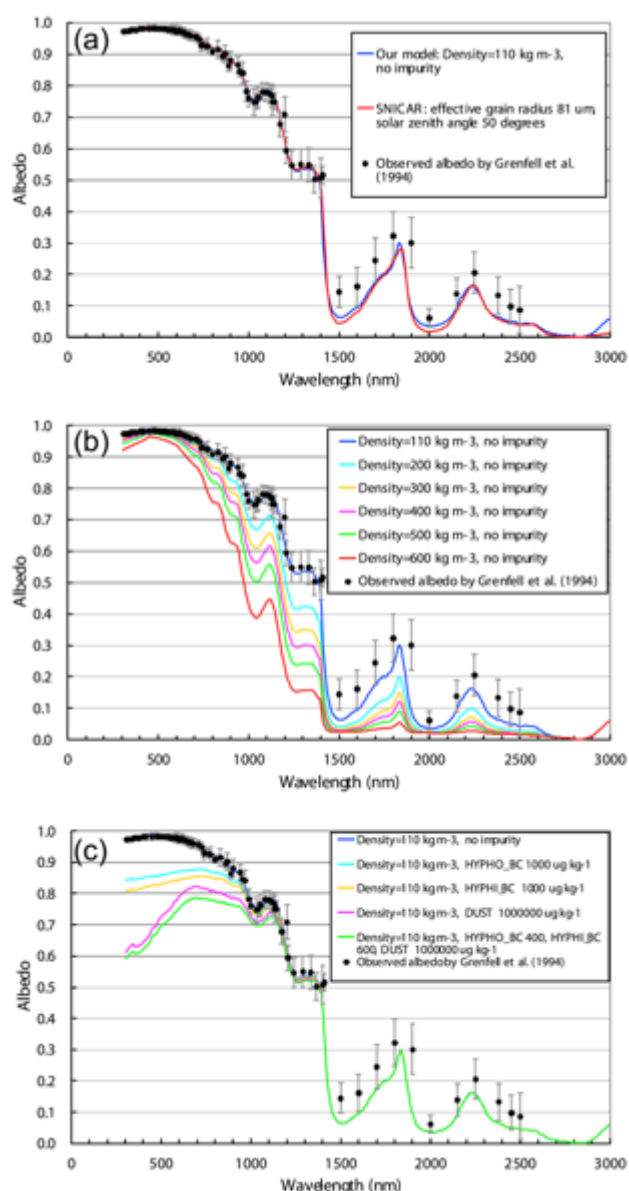 (a)
Our model: Density=110 kg m-3,
no impurity
SNICAR: effective grain radius 81 um,
solar zenith angle 50 degrees
Observed albedo by Grenfell et al.
(1994)
1.0
0.9
0.8
0.7
0.6
0.5
0.4
0.3
0.2
0.1
0.0
Albedo
0 500 1000 1500 2000 2500 3000
Wavelength (nm)
(b)
Density=110 kg m-3, no impurity
Density=200 kg m-3, no impurity
Density=300 kg m-3, no impurity
Density=400 kg m-3, no impurity
Density=500 kg m-3, no impurity
Density=600 kg m-3, no impurity
Observed albedo by Grenfell et al. (1994)
1.0
0.9
0.8
0.7
0.6
0.5
0.4
0.3
0.2
0.1
0.0
Albedo
0 500 1000 1500 2000 2500 3000
Wavelength (nm)
(c)
Density=110 kgm-3, no impurity
Density=110 kgm-3, HYPHO_BC 1000 ug kg-1
Density=110 kgm-3, HYPHI_BC 1000 ug kg-1
Density=110 kgm-3, DUST 1000000 ug kg-1
Density=110 kgm-3, HYPHO_BC 400, HYPHI_BC
600, DUST 1000000 ug kg-1
Observed albedoby Grenfell et al. (1994)
1.0
0.9
0.8
0.7
0.6
0.5
0.4
0.3
0.2
0.1
0.0
Albedo
0 500 1000 1500 2000 2500 3000
Wavelength (nm)